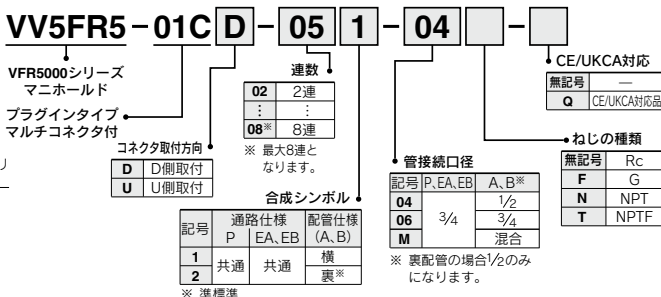 VV5FR5-01C D-05 1-04 -
VFR5000シリーズ
マニホールド
プラグインタイプ
マルチコネクタ付
リ
コネクタ取付方向
D D側取付
U U側取付
連数
02 2連
⋮ ⋮
08※ 8連
※ 最大8連と
なります。
合成シンボル
記号 通路仕様 配管仕様
P EA、EB (A、B)
1 共通 共通 横
2 裏※
※ 準標準
管接続口径
記号 P、EA、EB A、B※
04 3/4 1/2
06 3/4
M 混合
※ 裏配管の場合1/2のみ
になります。
CE/UKCA対応
無記号 —
Q CE/UKCA対応品
ねじの種類
無記号 Rc
F G
N NPT
T NPTF